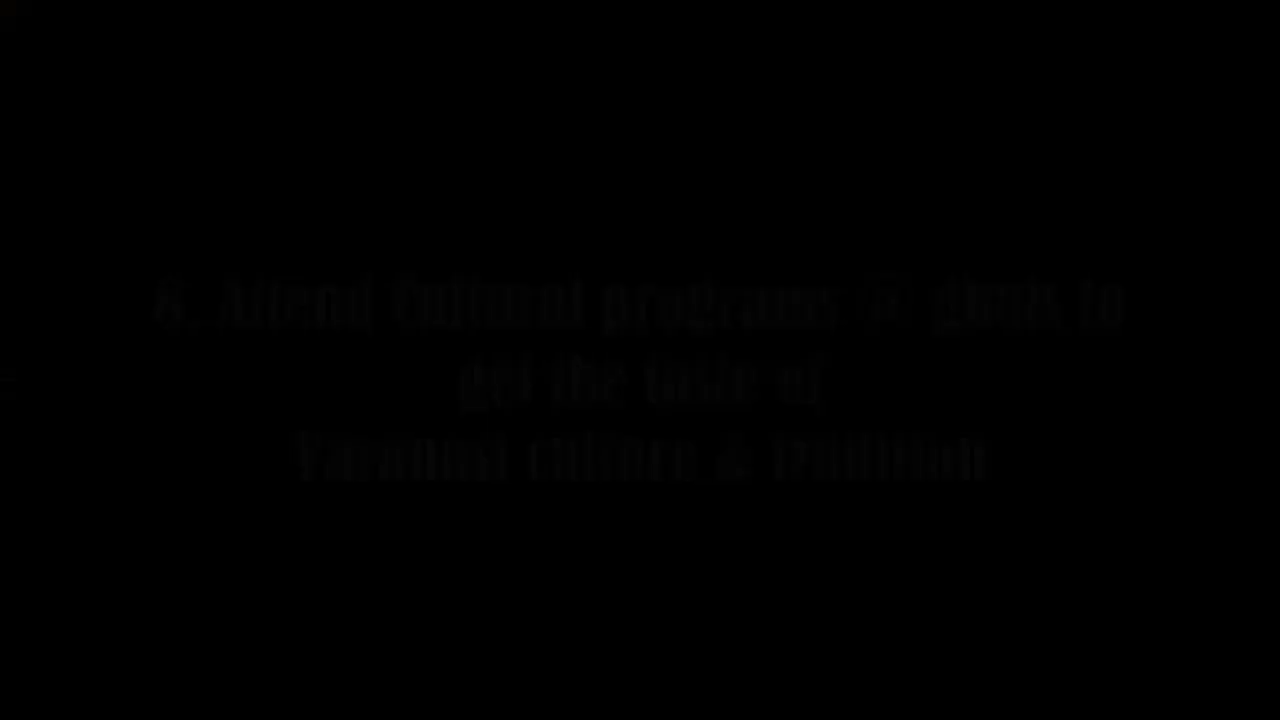 Attend Cultural programs @ ghats to
get the taste of
Varanasi culture & tradition